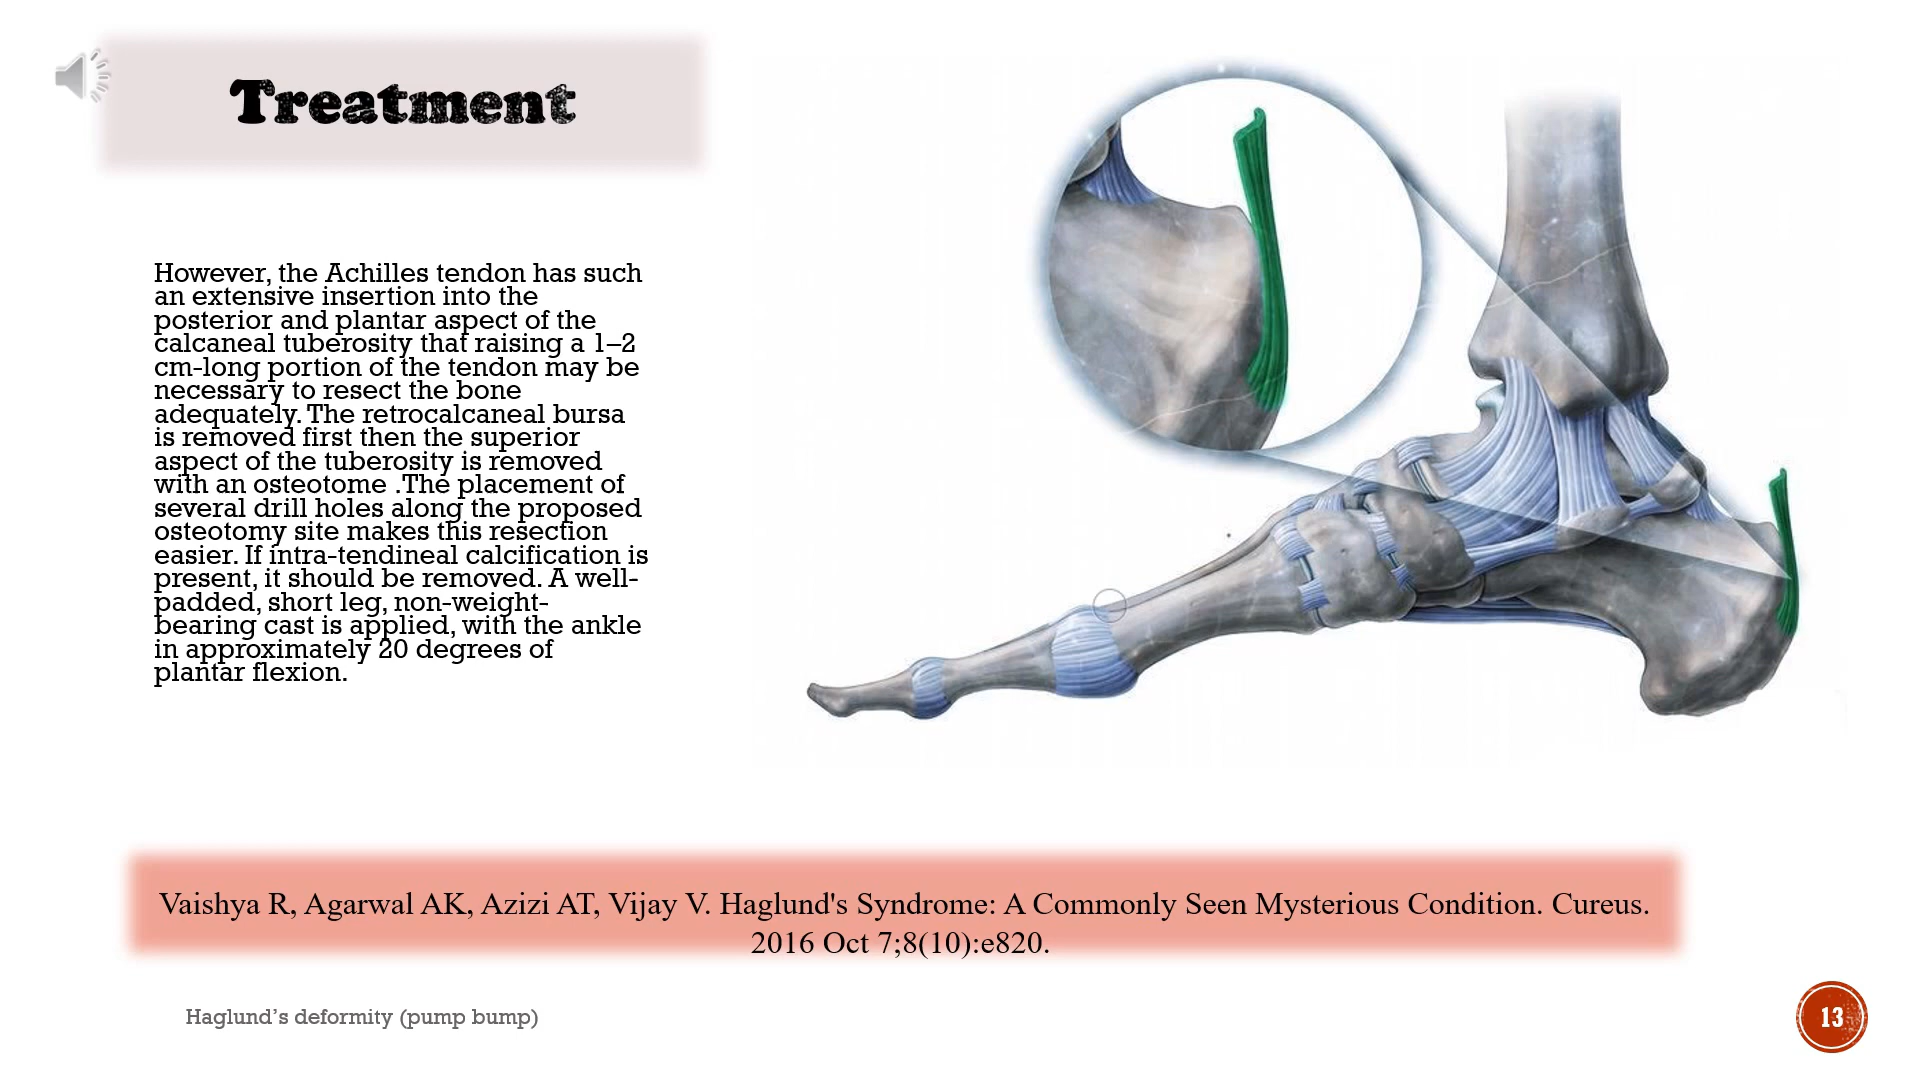 Treatment
However, the Achilles tendon has such
an extensive insertion into the
posterior and plantar aspect of the
calcaneal tuberosity that raising a 1–2
cm-long portion of the tendon may be
necessary to resect the bone
adequately. The retrocalcaneal bursa
is removed first then the superior
aspect of the tuberosity is removed
with an osteotome .The placement of
several drill holes along the proposed
osteotomy site makes this resection
easier. If intra-tendineal calcification is
present, it should be removed. A well-
padded, short leg, non-weight-
bearing cast is applied, with the ankle
in approximately 20 degrees of
plantar flexion.
Vaishya R, Agarwal AK, Azizi AT, Vijay V. Haglund's Syndrome: A Commonly Seen Mysterious Condition. Cureus.
2016 Oct 7;8(10):e820.
Haglund’s deformity (pump bump)
13